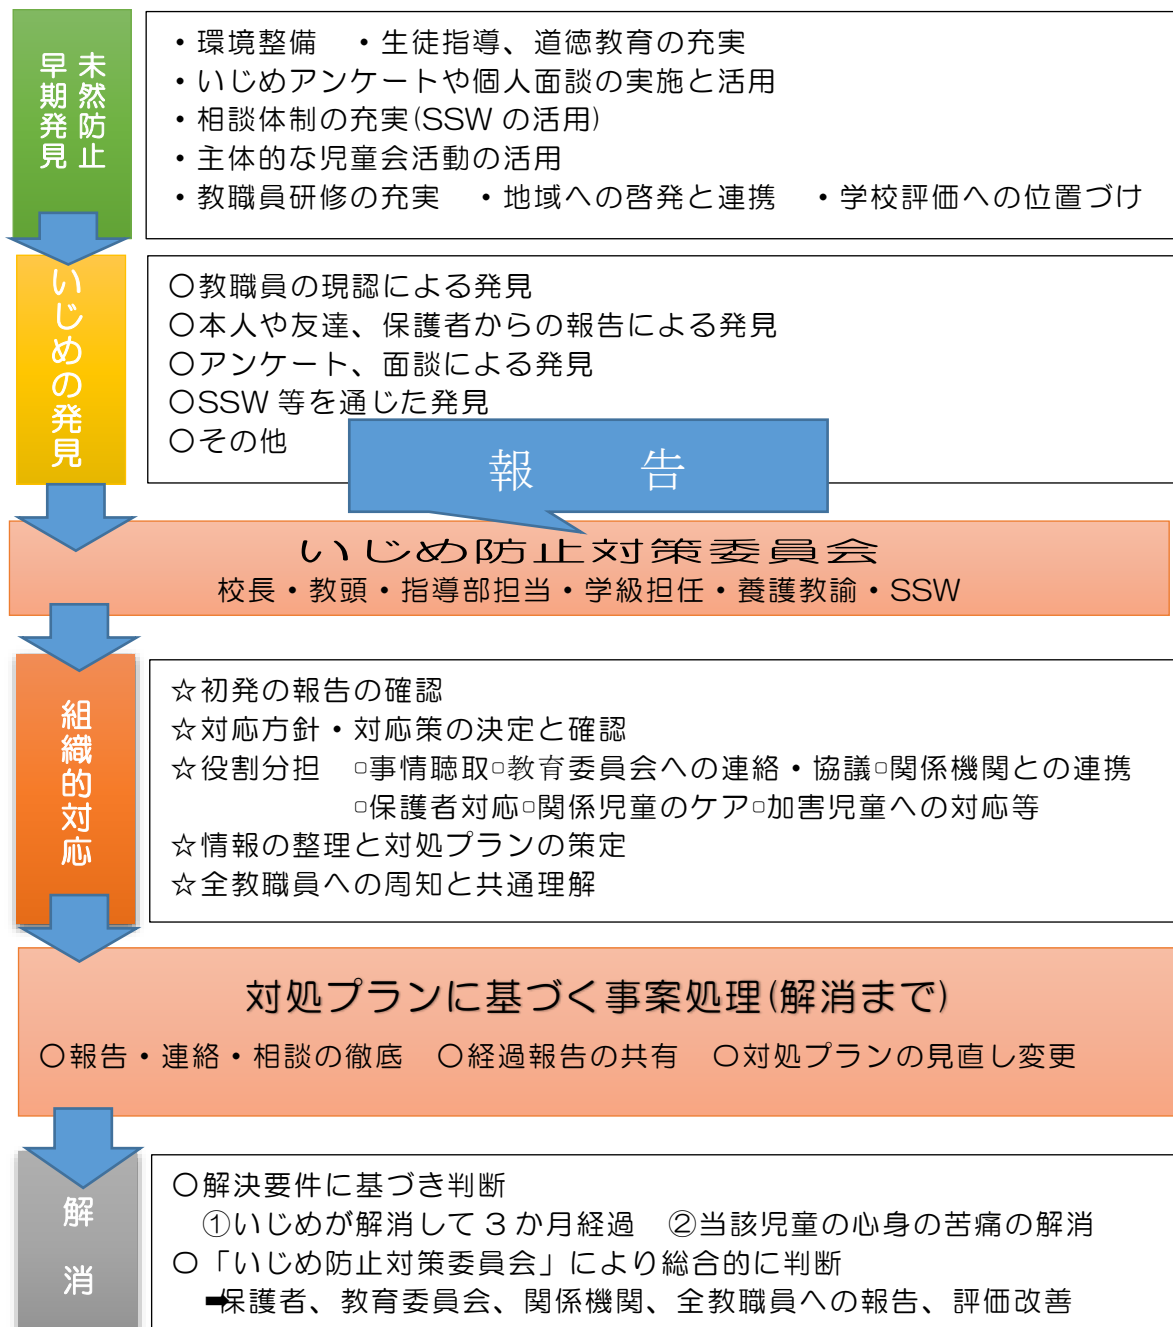 未然防止
早期発見
・環境整備　・生徒指導、道徳教育の充実
・いじめアンケートや個人面談の実施と活用
・相談体制の充実(SSW の活用)
・主体的な児童会活動の活用
・教職員研修の充実　・地域への啓発と連携　・学校評価への位置づけ
いじめの発見
〇教職員の現認による発見
〇本人や友達、保護者からの報告による発見
〇アンケート、面談による発見
〇SSW 等を通じた発見
〇その他
報　告
いじめ防止対策委員会
校長・教頭・指導部担当・学級担任・養護教諭・SSW
組織的対応
☆初発の報告の確認
☆対応方針・対応策の決定と確認
☆役割分担　▫事情聴取▫教育委員会への連絡・協議▫関係機関との連携
▫保護者対応▫関係児童のケア▫加害児童への対応等
☆情報の整理と対処プランの策定
☆全教職員への周知と共通理解
対処プランに基づく事案処理(解消まで)
〇報告・連絡・相談の徹底　〇経過報告の共有　〇対処プランの見直し変更
解消
〇解決要件に基づき判断
①いじめが解消して 3 か月経過　②当該児童の心身の苦痛の解消
〇「いじめ防止対策委員会」により総合的に判断
➡保護者、教育委員会、関係機関、全教職員への報告、評価改善